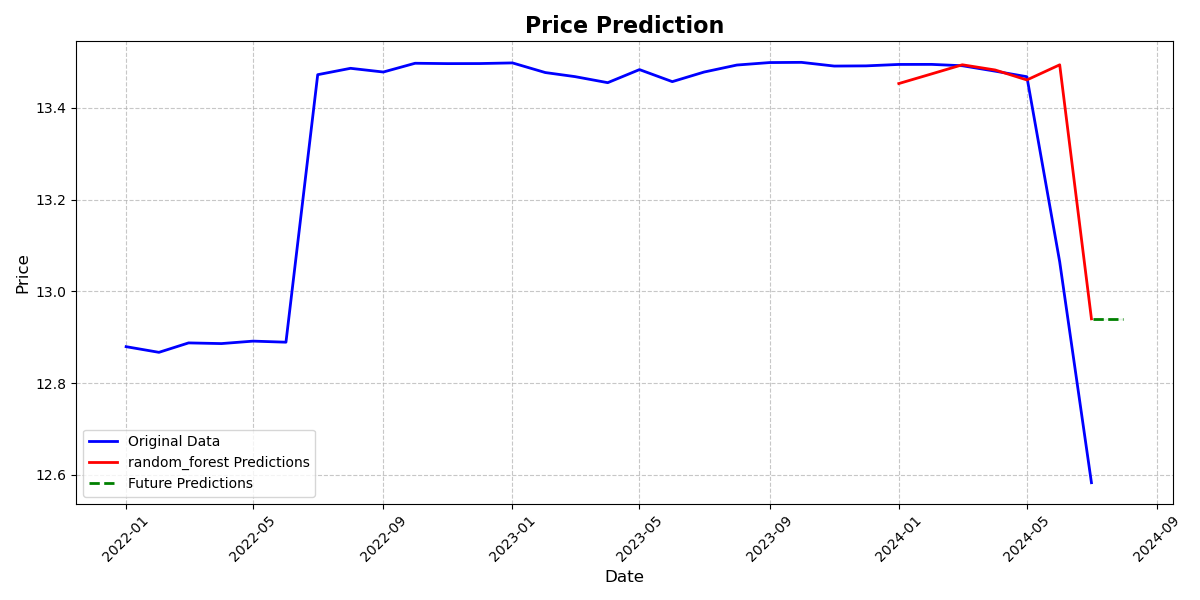 Price Prediction
Price
13.4
13.2
13.0
12.8
12.6
Original Data
random_forest Predictions
Future Predictions
2022-01
2022-05
2022-09
2023-01
2023-05
2023-09
2024-01
2024-05
2024-09
Date